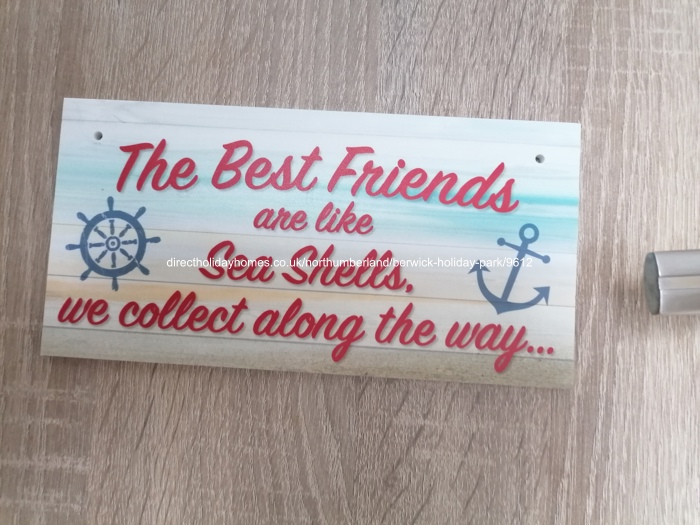 The Best Friends
are like
directholidayhomes.co.uk/northumberland/berwick-holiday-park/9612
Sea Shells,
we collect along the way...